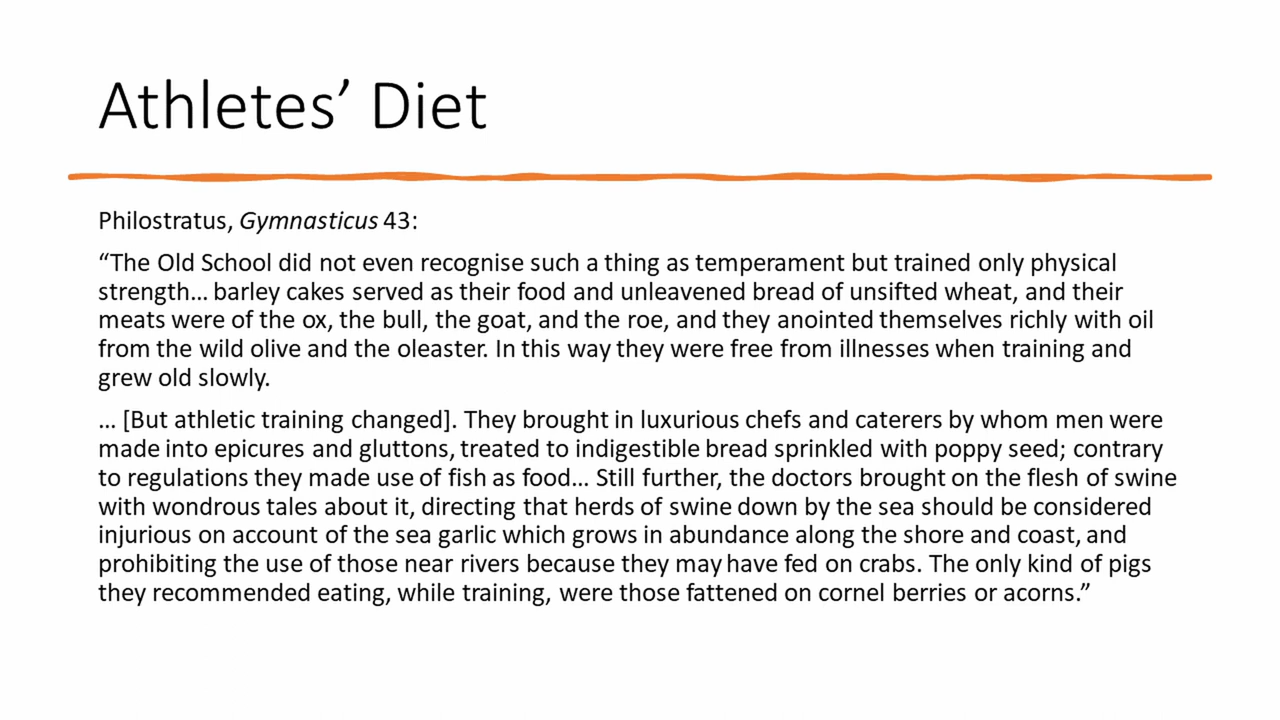 Athletes’ Diet
Philostratus, Gymnasticus 43:
“The Old School did not even recognise such a thing as temperament but trained only physical
strength… barley cakes served as their food and unleavened bread of unsifted wheat, and their
meats were of the ox, the bull, the goat, and the roe, and they anointed themselves richly with oil
from the wild olive and the oleaster. In this way they were free from illnesses when training and
grew old slowly.
… [But athletic training changed]. They brought in luxurious chefs and caterers by whom men were
made into epicures and gluttons, treated to indigestible bread sprinkled with poppy seed; contrary
to regulations they made use of fish as food… Still further, the doctors brought on the flesh of swine
with wondrous tales about it, directing that herds of swine down by the sea should be considered
injurious on account of the sea garlic which grows in abundance along the shore and coast, and
prohibiting the use of those near rivers because they may have fed on crabs. The only kind of pigs
they recommended eating, while training, were those fattened on cornel berries or acorns.”